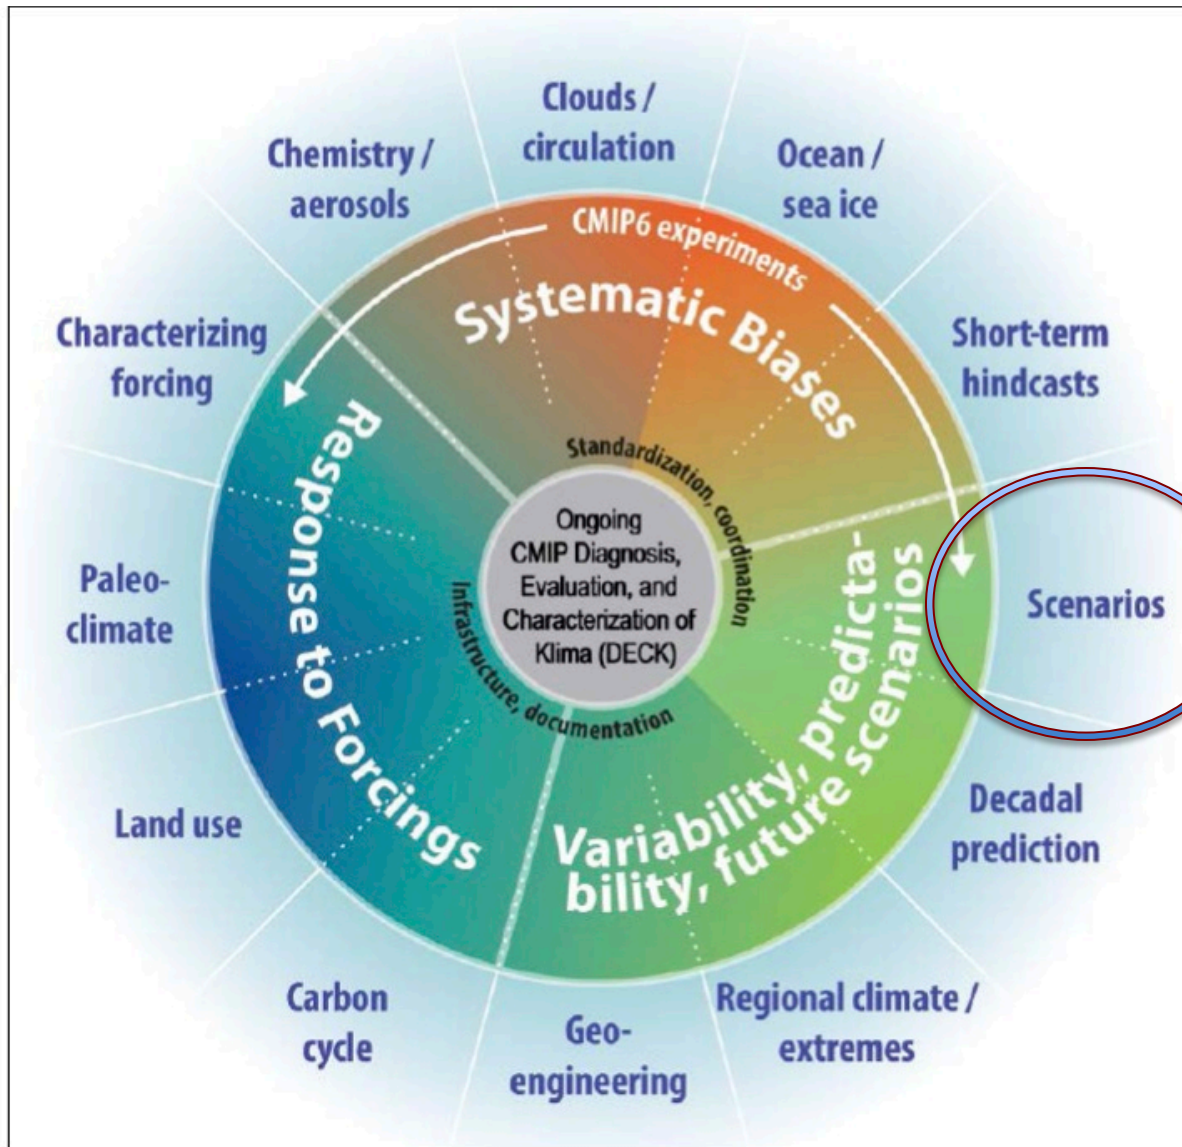 Clouds /
circulation
Ocean /
sea ice
Short-term
hindcasts
Scenarios
Decadal
prediction
Regional climate /
extremes
Geo-
engineering
Carbon
cycle
Land use
Paleo-
climate
Characterizing
forcing
Chemistry /
aerosols
CMIP6 experiments
Systematic Biases
Variability, predicta-
bility, future scenarios
Response to Forcings
Standardization, coordination
Infrastructure, documentation
Ongoing
CMIP Diagnosis,
Evaluation, and
Characterization of
Klima (DECK)